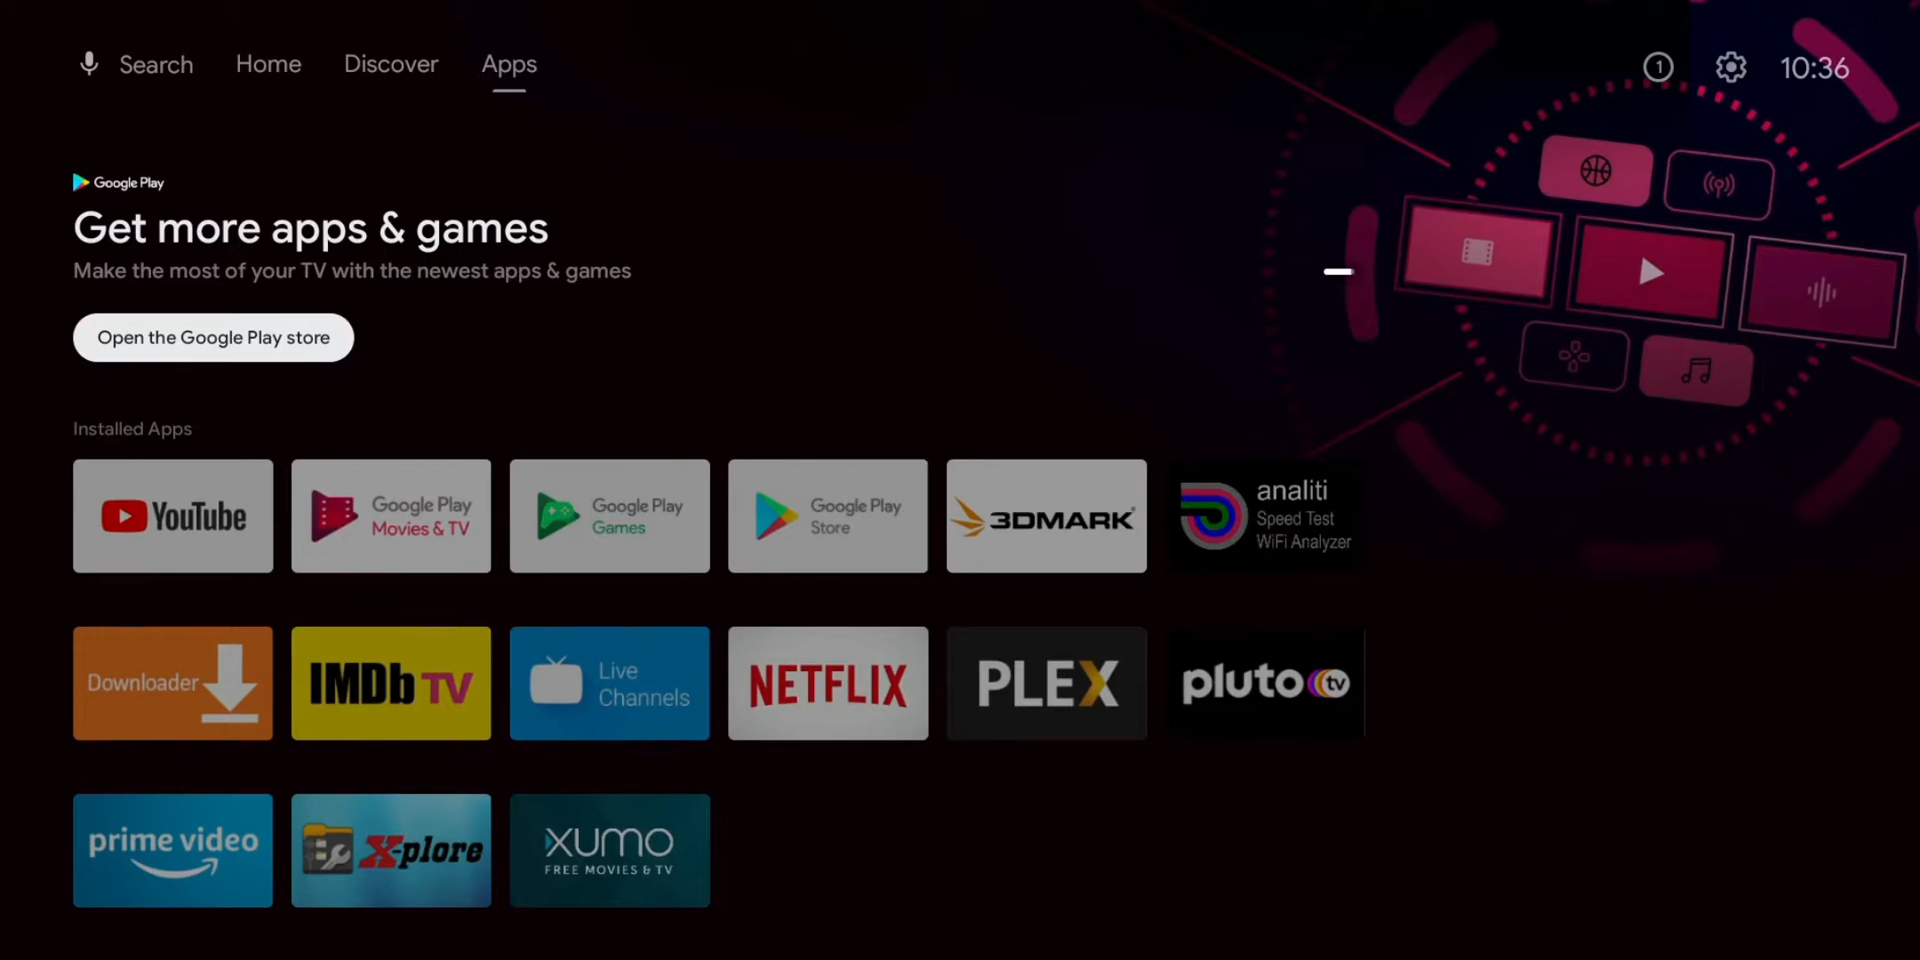 Search Home Discover Apps
1 10:36
Google Play
Get more apps & games
Make the most of your TV with the newest apps & games
Open the Google Play store
Installed Apps
YouTube
Google Play
Movies & TV
Google Play
Games
Google Play
Store
3DMARK
analiti
Speed Test
WiFi Analyzer
Downloader
IMDb TV
Live
Channels
NETFLIX
PLEX
pluto tv
prime video
X-plore
XUMO
FREE MOVIES & TV